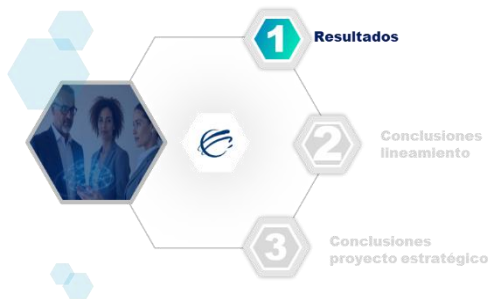 1
Resultados
2
Conclusiones
lineamiento
3
Conclusiones
proyecto estratégico